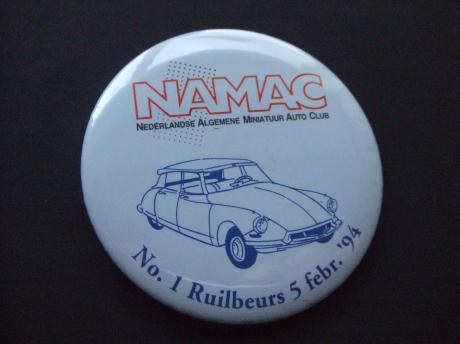 NAMAC
NEDERLANDSE ALGEMENE MINIATUUR AUTO CLUB
No. 1 Ruilbeurs 5 febr. '94